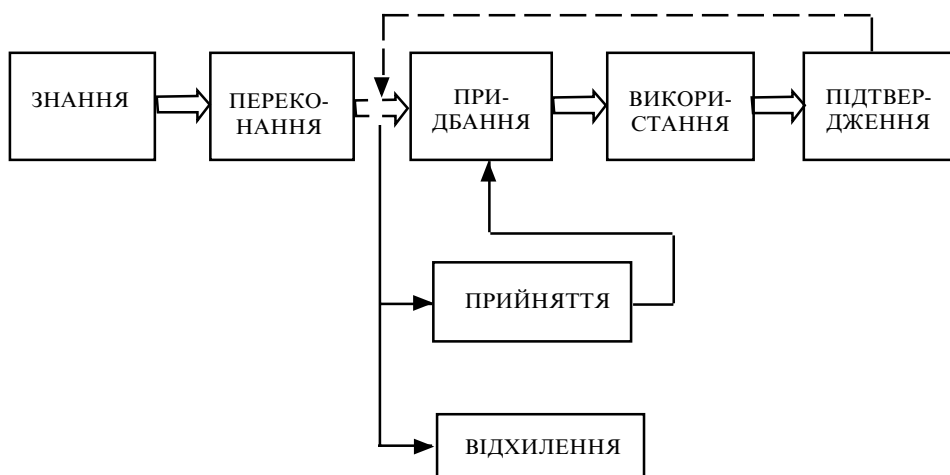 ЗНАННЯ
ПЕРЕКО-
НАННЯ
ПРИ-
ДБАННЯ
ВИКОРИ-
СТАННЯ
ПІДТВЕР-
ДЖЕННЯ
ПРИЙНЯТТЯ
ВІДХИЛЕННЯ